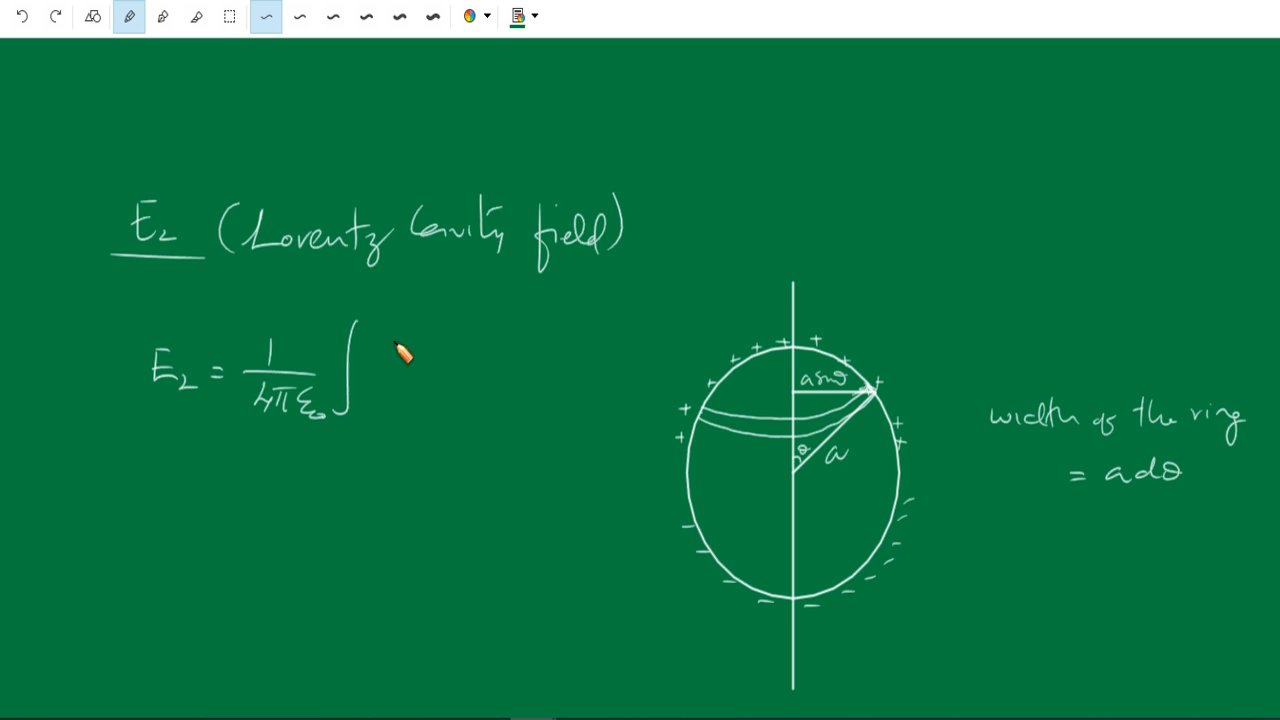 E₂ (Lorentz cavity field)
E₂ = 1/4πε₀ ∫
a sinθ
θ
a
width of the ring
= a dθ